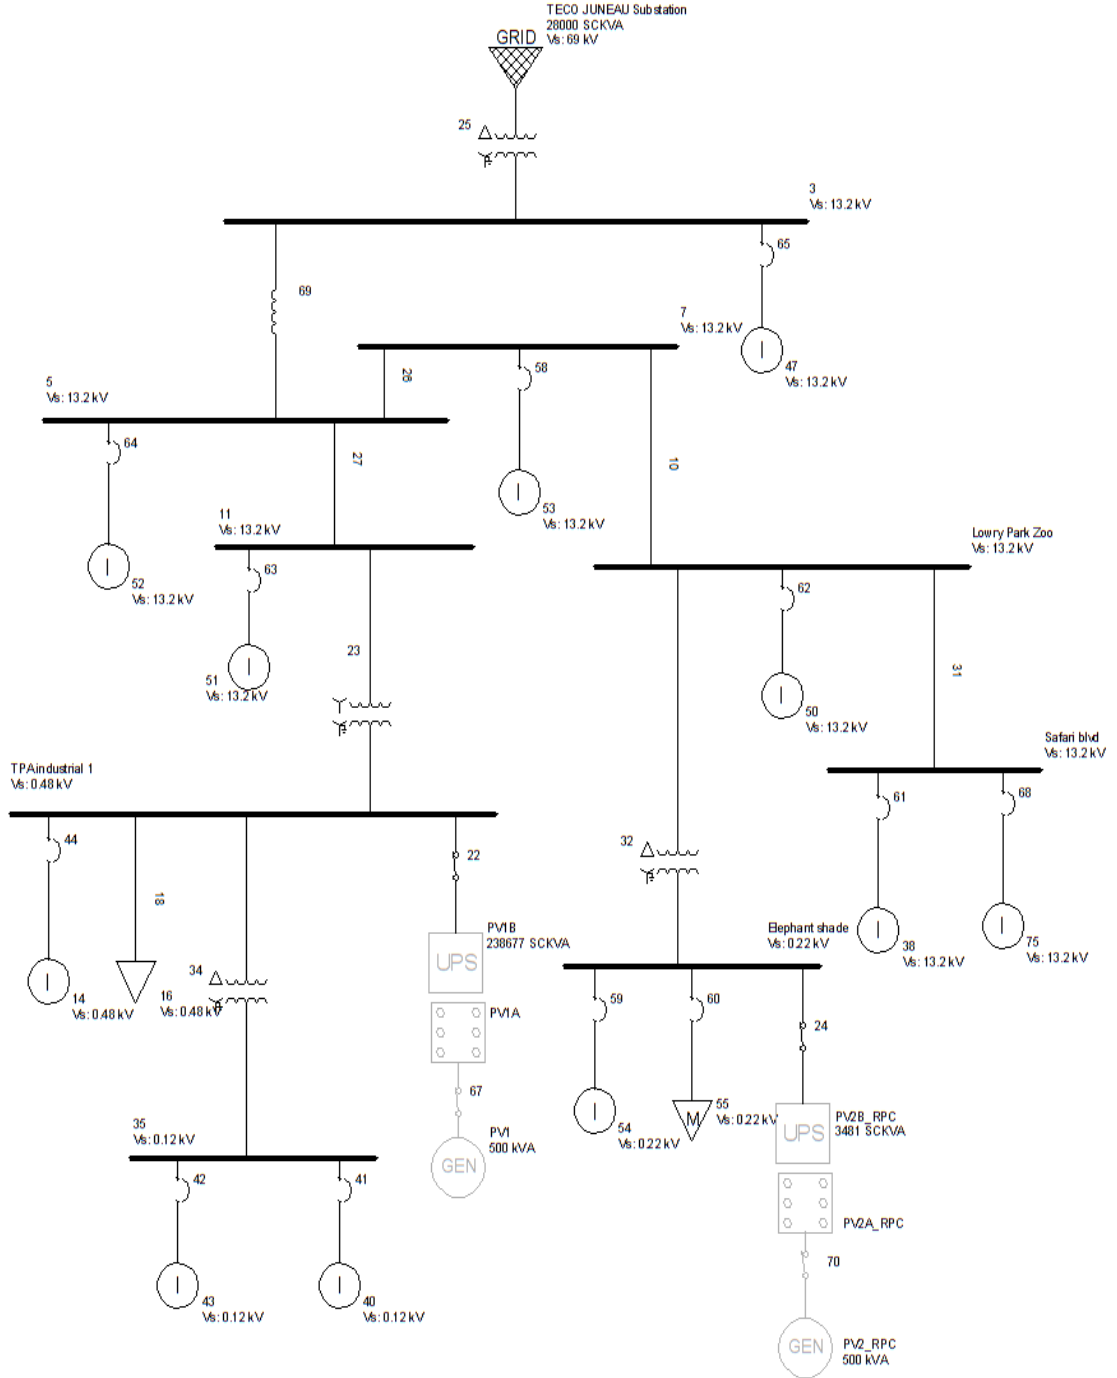 TECO JUNEAU Substation
28000 SCKVA
Vs: 69 kV
GRID
25
3
Vs: 13.2 kV
65
69
7
Vs: 13.2 kV
47
Vs: 13.2 kV
26
58
5
Vs: 13.2 kV
64
27
10
53
Vs: 13.2 kV
11
Vs: 13.2 kV
52
Vs: 13.2 kV
63
Lowry Park Zoo
Vs: 13.2 kV
62
23
31
51
Vs: 13.2 kV
50
Vs: 13.2 kV
Safari blvd
Vs: 13.2 kV
TPAindustrial 1
Vs: 0.48 kV
61
68
44
22
32
18
PV1B
238677 SCKVA
UPS
Elephant shade
Vs: 0.22 kV
38
Vs: 13.2 kV
75
Vs: 13.2 kV
34
14
Vs: 0.48 kV
16
Vs: 0.48 kV
PV1A
59
60
24
67
35
Vs: 0.12 kV
PV1
500 kVA
GEN
54
Vs: 0.22 kV
M
55
Vs: 0.22 kV
PV2B_RPC
3481 SCKVA
UPS
42
41
PV2A_RPC
70
43
Vs: 0.12 kV
40
Vs: 0.12 kV
GEN
PV2_RPC
500 kVA